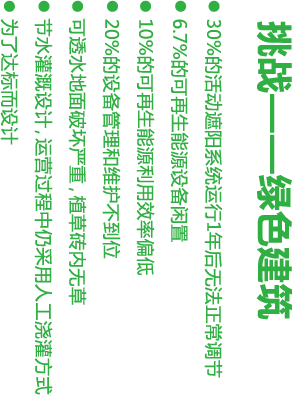 挑战——绿色建筑
● 30%的活动遮阳系统运行1年后无法正常调节
● 6.7%的可再生能源设备闲置
● 10%的可再生能源利用效率偏低
● 20%的设备管理和维护不到位
● 可透水地面破坏严重，植草砖内无草
● 节水灌溉设计，运营过程中仍采用人工浇灌方式
● 为了达标而设计